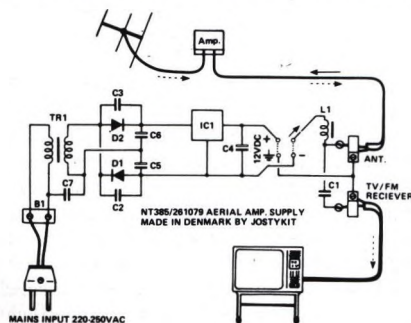 Amp.
C3
TR1
D2
C6
IC1
L1
C4
12VDC
+
-
D1
C5
C7
C2
ANT.
C1
TV/FM
RECIEVER
B1
NT385/261079 AERIAL AMP. SUPPLY
MADE IN DENMARK BY JOSTYKIT
MAINS INPUT 220-250VAC